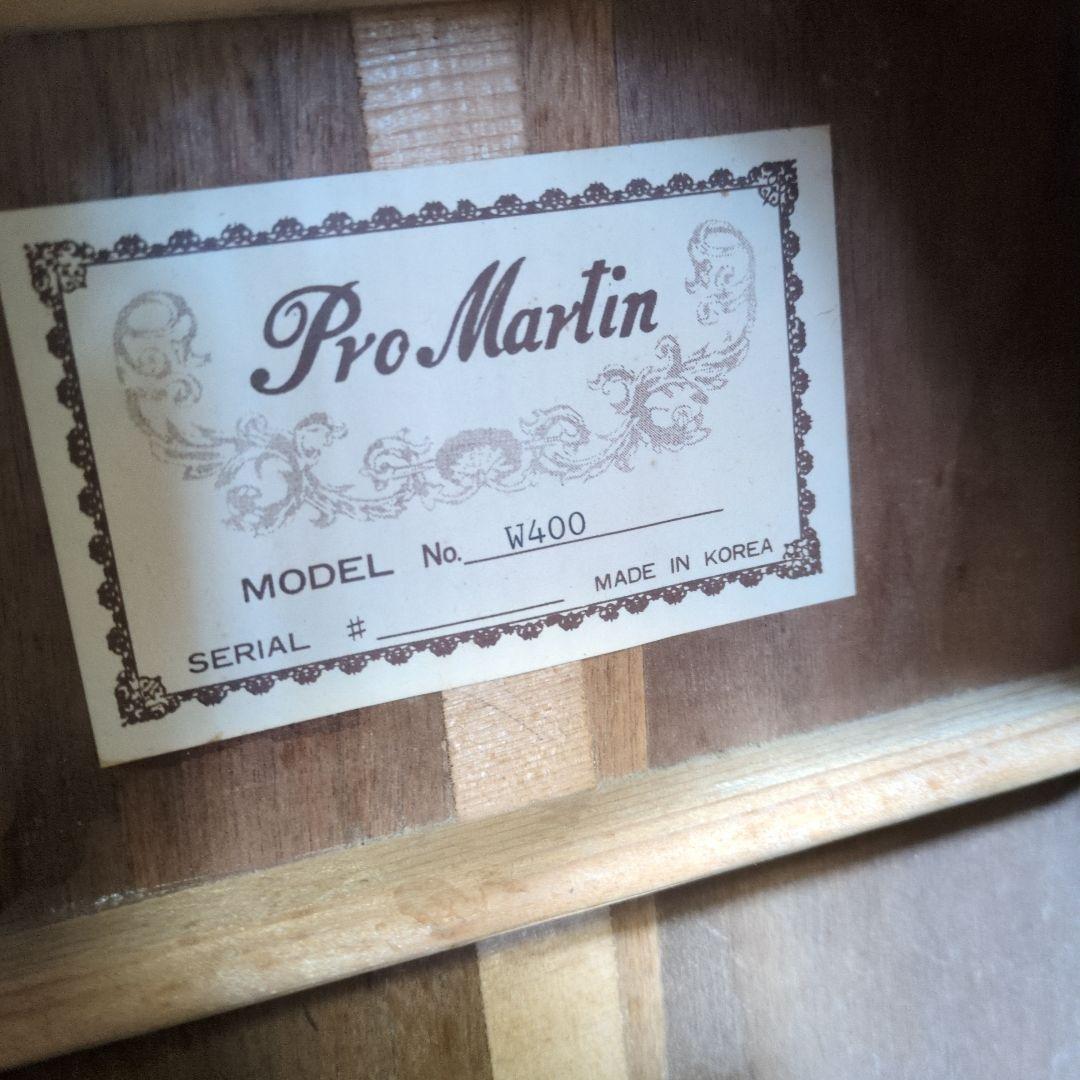 Pro Martin
MODEL No. W400
SERIAL # MADE IN KOREA